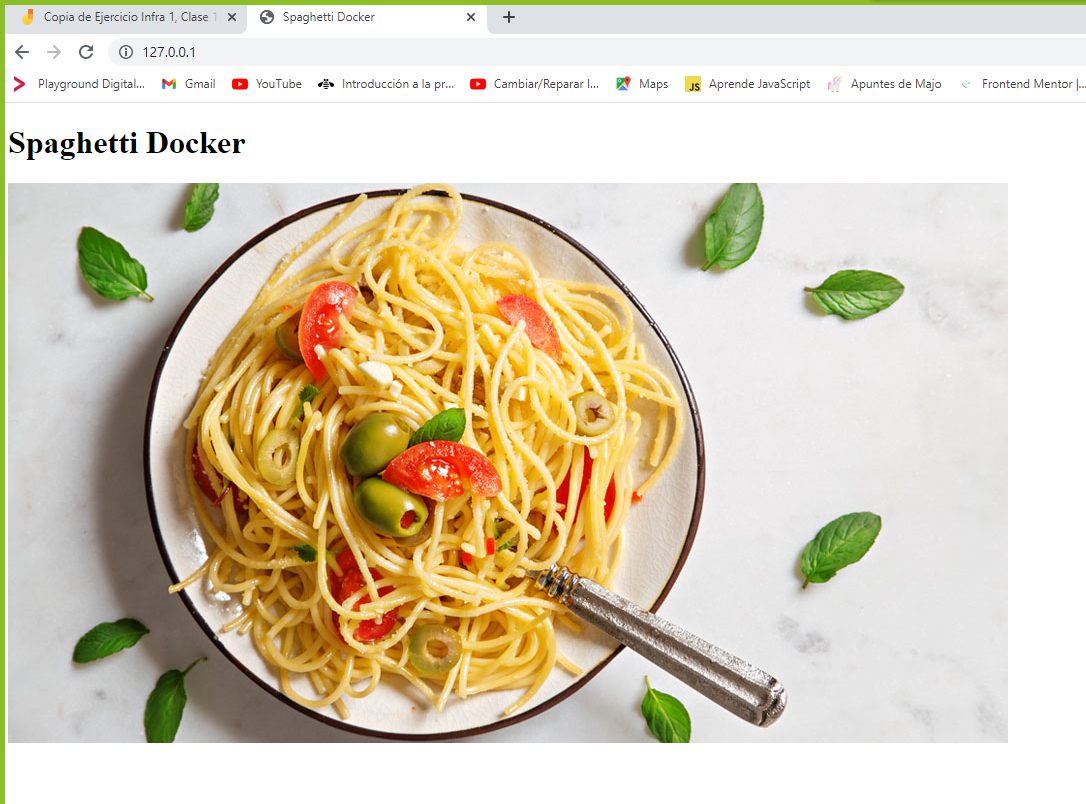 Copia de Ejercicio Infra 1, Clase 1
Spaghetti Docker
127.0.0.1
Playground Digital...
Gmail
YouTube
Introducción a la pr...
Cambiar/Reparar I...
Maps
JS
Aprende JavaScript
Apuntes de Majo
Frontend Mentor |...
Spaghetti Docker